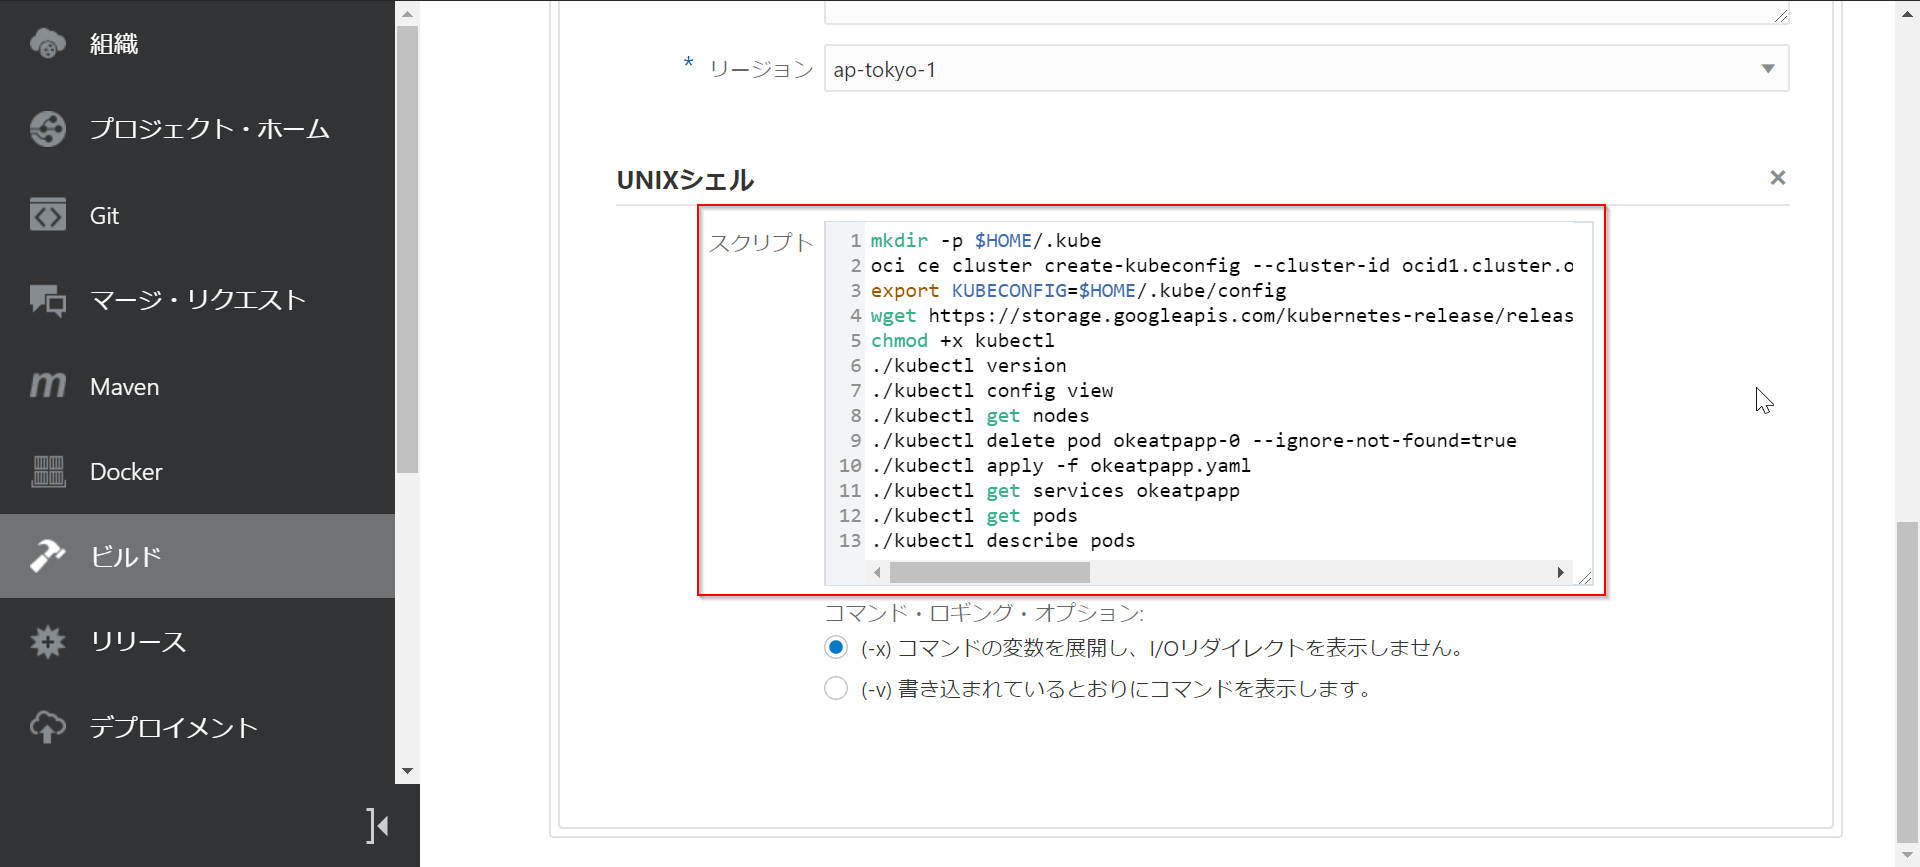 組織
プロジェクト・ホーム
Git
マージ・リクエスト
Maven
Docker
ビルド
リリース
デプロイメント
* リージョン ap-tokyo-1
UNIXシェル
スクリプト
1 mkdir -p $HOME/.kube
2 oci ce cluster create-kubeconfig --cluster-id ocid1.cluster.o
3 export KUBECONFIG=$HOME/.kube/config
4 wget https://storage.googleapis.com/kubernetes-release/releas
5 chmod +x kubectl
6 ./kubectl version
7 ./kubectl config view
8 ./kubectl get nodes
9 ./kubectl delete pod okeatpapp-0 --ignore-not-found=true
10 ./kubectl apply -f okeatpapp.yaml
11 ./kubectl get services okeatpapp
12 ./kubectl get pods
13 ./kubectl describe pods
コマンド・ロギング・オプション:
(-x) コマンドの変数を展開し、I/Oリダイレクトを表示しません。
(-v) 書き込まれているとおりにコマンドを表示します。